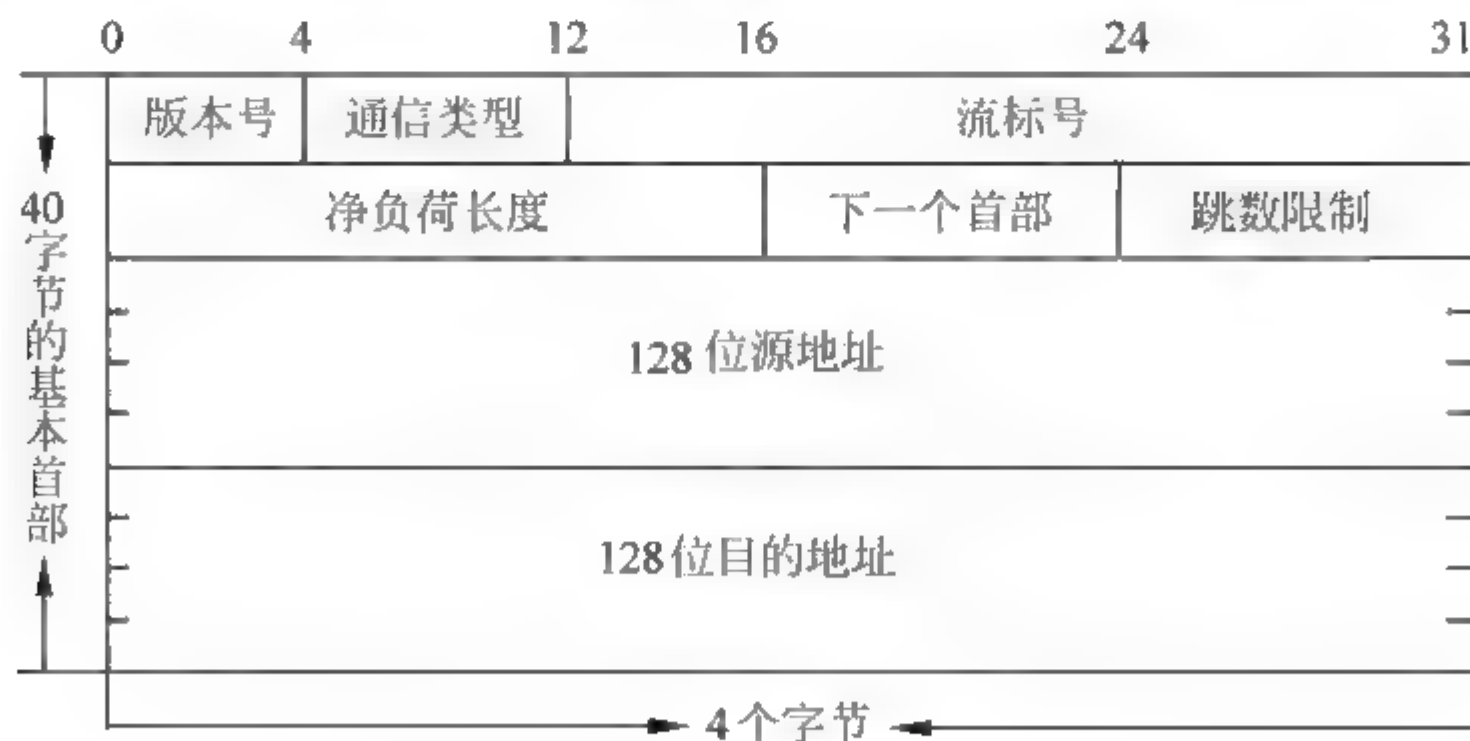 0 4 12 16 24 31
版本号 通信类型 流标号
净负荷长度 下一个首部 跳数限制
40字节的基本首部
128 位源地址
128位目的地址
4个字节